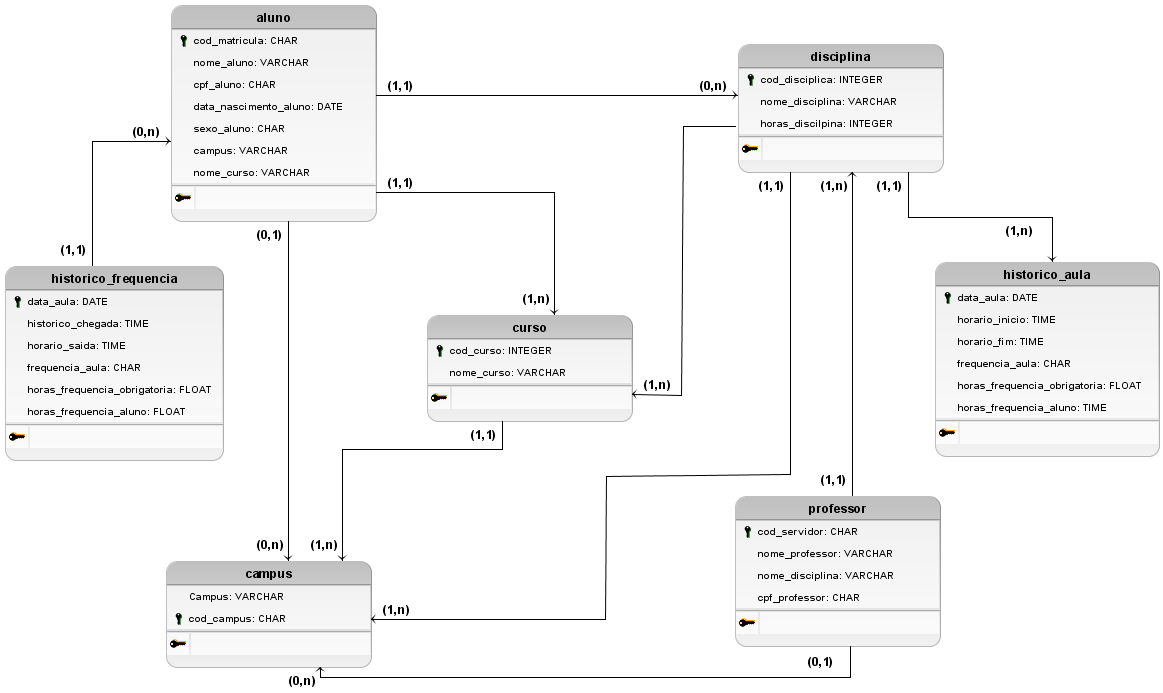 aluno
cod_matricula: CHAR
nome_aluno: VARCHAR
cpf_aluno: CHAR
data_nascimento_aluno: DATE
sexo_aluno: CHAR
campus: VARCHAR
nome_curso: VARCHAR
(1,1)
(0,n)
disciplina
cod_disciplica: INTEGER
nome_disciplina: VARCHAR
horas_discilpina: INTEGER
(0,n)
(1,1)
(1,1)
(1,n)
(1,1)
(0,1)
(1,n)
(1,1)
historico_frequencia
data_aula: DATE
historico_chegada: TIME
horario_saida: TIME
frequencia_aula: CHAR
horas_frequencia_obrigatoria: FLOAT
horas_frequencia_aluno: FLOAT
historico_aula
data_aula: DATE
horario_inicio: TIME
horario_fim: TIME
frequencia_aula: CHAR
horas_frequencia_obrigatoria: FLOAT
horas_frequencia_aluno: TIME
(1,n)
curso
cod_curso: INTEGER
nome_curso: VARCHAR
(1,n)
(1,1)
(1,1)
professor
cod_servidor: CHAR
nome_professor: VARCHAR
nome_disciplina: VARCHAR
cpf_professor: CHAR
(0,n)
(1,n)
campus
Campus: VARCHAR
cod_campus: CHAR
(1,n)
(0,1)
(0,n)